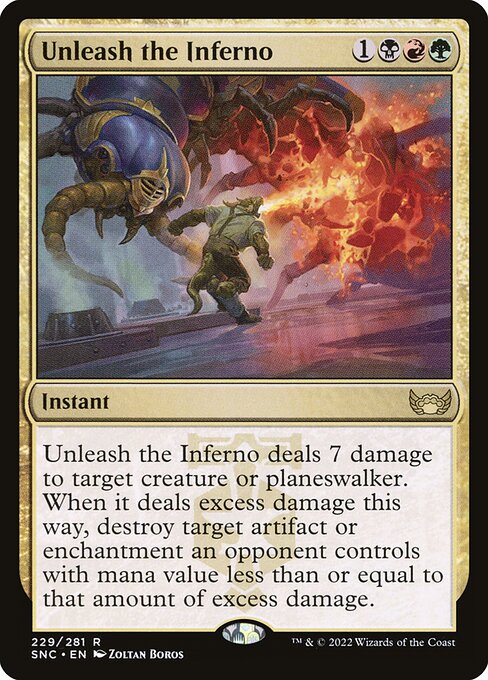 Unleash the Inferno 1
Instant
Unleash the Inferno deals 7 damage
to target creature or planeswalker.
When it deals excess damage this
way, destroy target artifact or
enchantment an opponent controls
with mana value less than or equal to
that amount of excess damage.
229/281 R
SNC • EN Zoltan Boros
™ & © 2022 Wizards of the Coast